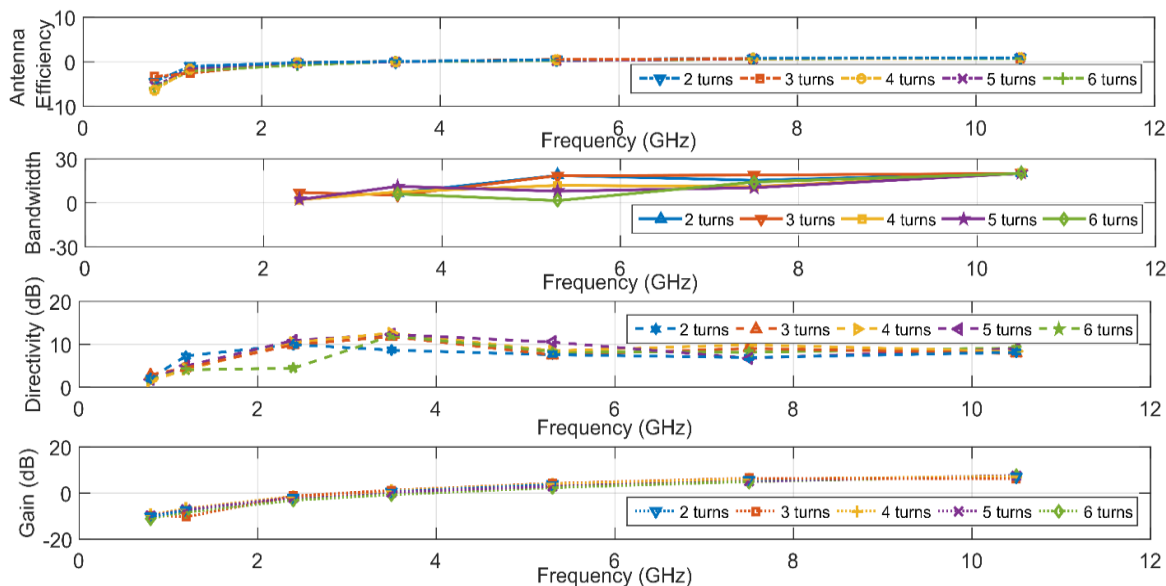 Antenna
Efficiency
10
0
-10
2 turns 3 turns 4 turns 5 turns 6 turns
0 2 4 6 8 10 12
Frequency (GHz)
Bandwitdth
30
0
-30
2 turns 3 turns 4 turns 5 turns 6 turns
0 2 4 6 8 10 12
Frequency (GHz)
Directivity (dB)
20
10
0
2 turns 3 turns 4 turns 5 turns 6 turns
0 2 4 6 8 10 12
Frequency (GHz)
Gain (dB)
20
0
-20
2 turns 3 turns 4 turns 5 turns 6 turns
0 2 4 6 8 10 12
Frequency (GHz)